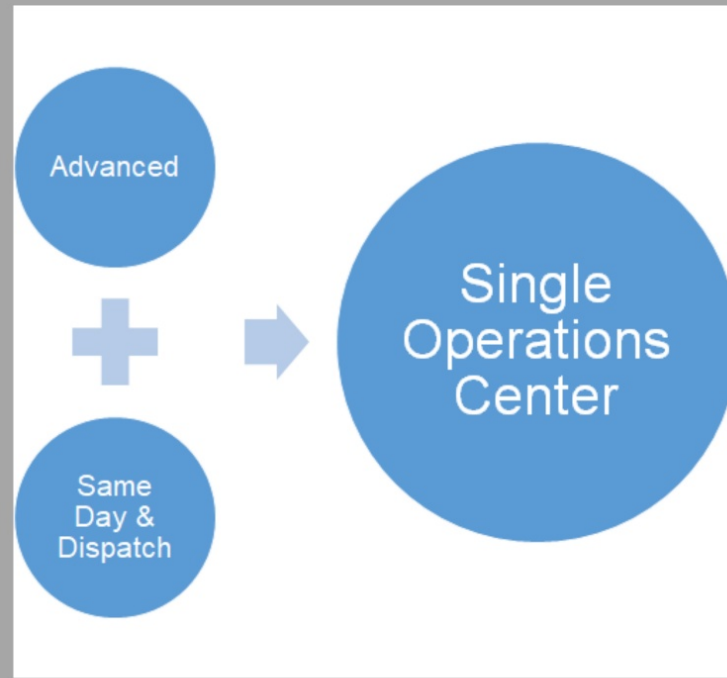 Advanced
Same
Day &
Dispatch
Single
Operations
Center